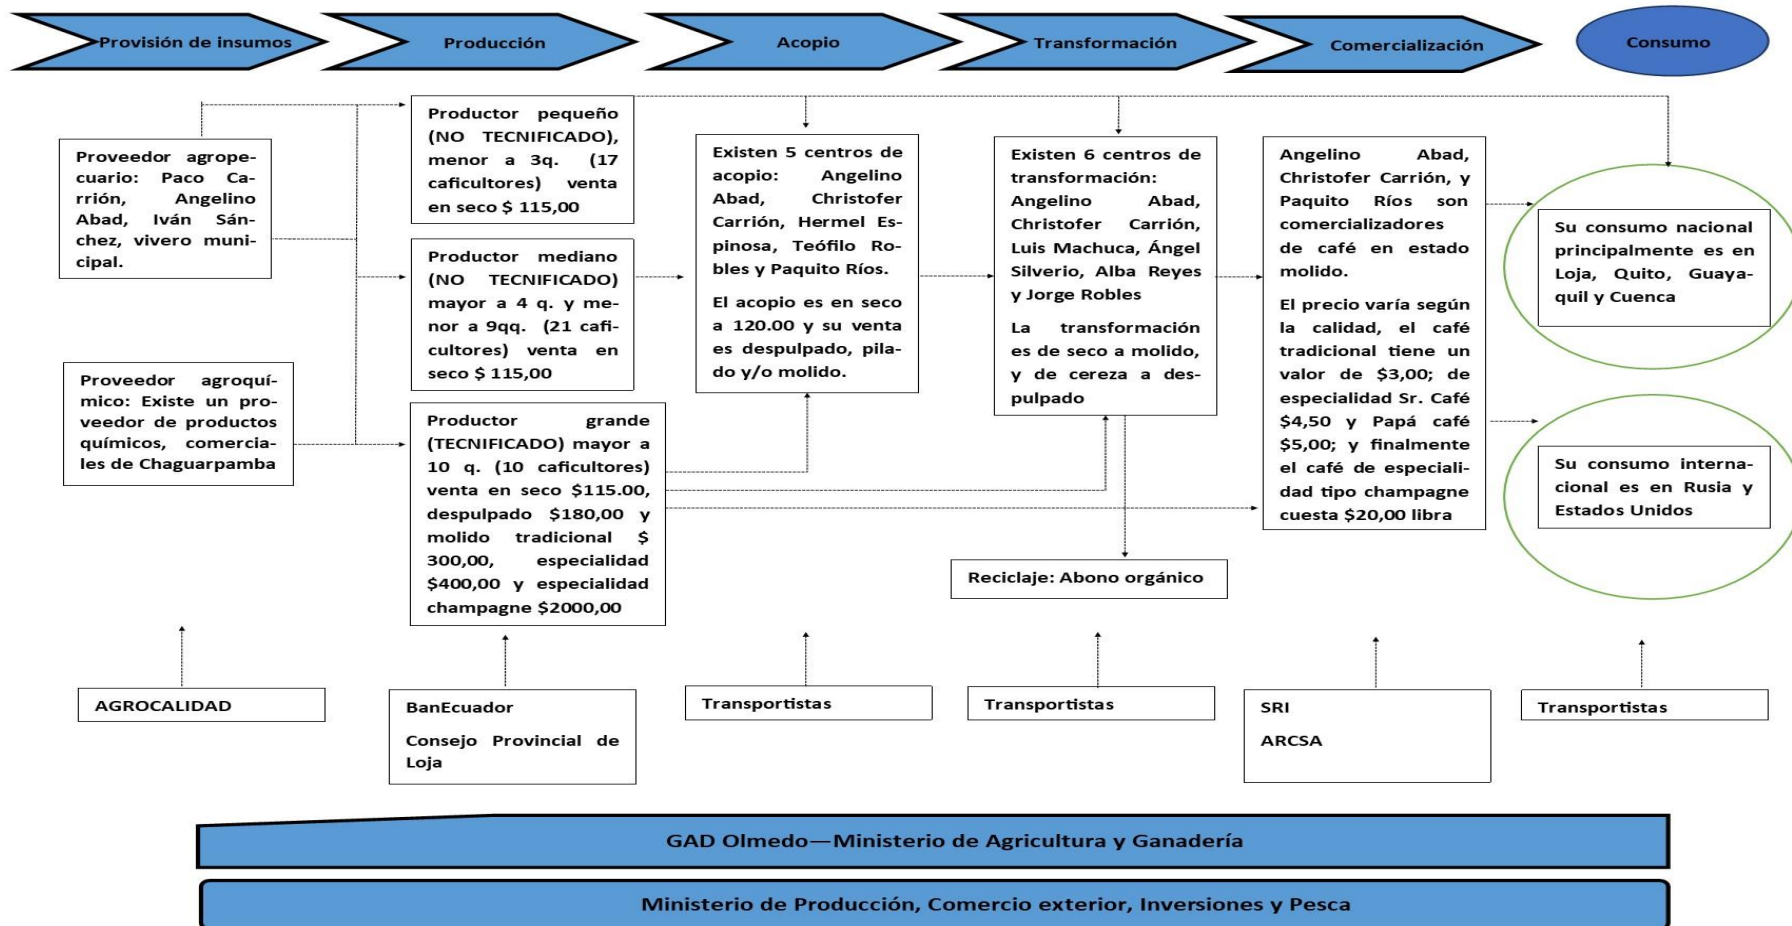 Provisión de insumos
Producción
Acopio
Transformación
Comercialización
Consumo
Proveedor agrope-
cuario: Paco Ca-
rrión, Angelino
Abad, Iván Sán-
chez, vivero muni-
cipal.
Proveedor agroquí-
mico: Existe un pro-
veedor de productos
químicos, comercia-
les de Chaguarpamba
Productor pequeño
(NO TECNIFICADO),
menor a 3q. (17
caficultores) venta
en seco $ 115,00
Productor mediano
(NO TECNIFICADO)
mayor a 4 q. y me-
nor a 9qq. (21 cafi-
cultores) venta en
seco $ 115,00
Productor grande
(TECNIFICADO) mayor a
10 q. (10 caficultores)
venta en seco $115.00,
despulpado $180,00 y
molido tradicional $
300,00, especialidad
$400,00 y especialidad
champagne $2000,00
Existen 5 centros de
acopio: Angelino
Abad, Christofer
Carrión, Hermel Es-
pinosa, Teófilo Ro-
bles y Paquito Ríos.
El acopio es en seco
a 120.00 y su venta
es despulpado, pila-
do y/o molido.
Existen 6 centros de
transformación:
Angelino Abad,
Christofer Carrión,
Luis Machuca, Ángel
Silverio, Alba Reyes
y Jorge Robles
La transformación
es de seco a molido,
y de cereza a des-
pulpado
Reciclaje: Abono orgánico
Angelino Abad,
Christofer Carrión, y
Paquito Ríos son
comercializadores
de café en estado
molido.
El precio varía según
la calidad, el café
tradicional tiene un
valor de $3,00; de
especialidad Sr. Café
$4,50 y Papá café
$5,00; y finalmente
el café de especiali-
dad tipo champagne
cuesta $20,00 libra
Su consumo nacional
principalmente es en
Loja, Quito, Guaya-
quil y Cuenca
Su consumo interna-
cional es en Rusia y
Estados Unidos
AGROCALIDAD
BanEcuador
Consejo Provincial de
Loja
Transportistas
Transportistas
SRI
ARCSA
Transportistas
GAD Olmedo—Ministerio de Agricultura y Ganadería
Ministerio de Producción, Comercio exterior, Inversiones y Pesca